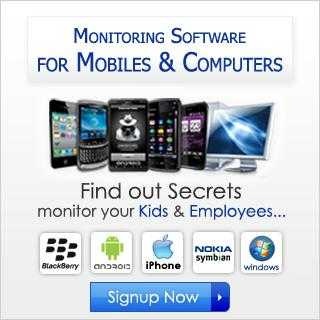 MONITORING SOFTWARE
FOR MOBILES & COMPUTERS
ANDROID
Find out Secrets
monitor your Kids & Employees...
BlackBerry
ANDROID
iPhone
NOKIA
symbian
windows
Signup Now